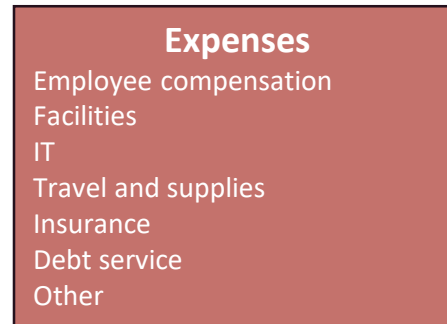 Expenses
Employee compensation
Facilities
IT
Travel and supplies
Insurance
Debt service
Other